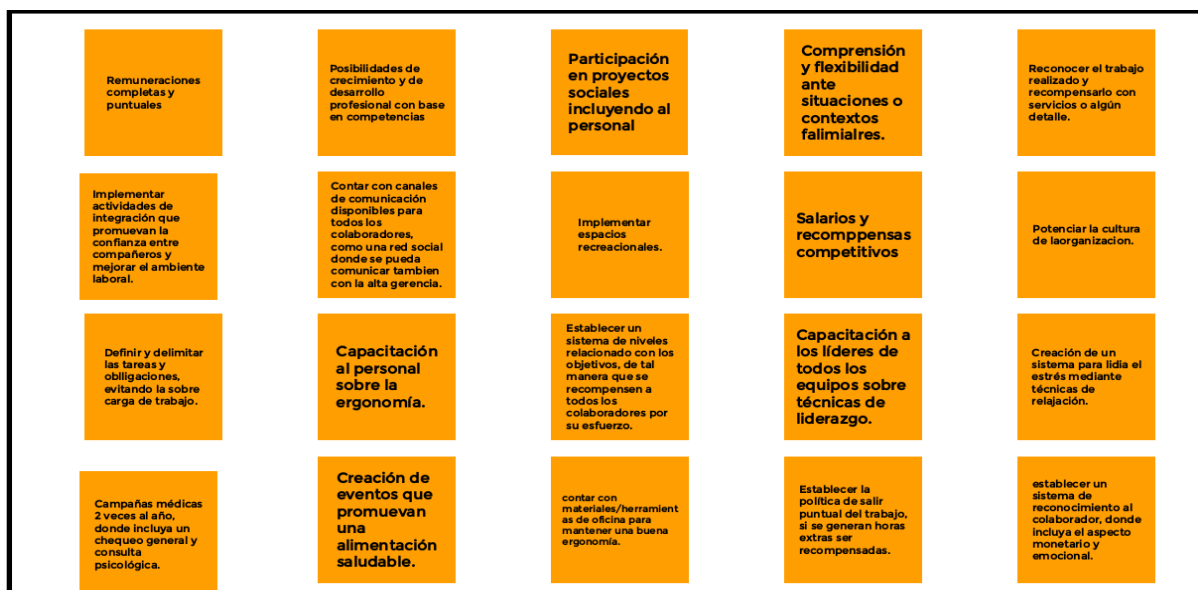 Remuneraciones
completas y
puntuales
Posibilidades de
crecimiento y de
desarrollo
profesional con base
en competencias
Participación
en proyectos
sociales
incluyendo al
personal
Comprensión
y flexibilidad
ante
situaciones o
contextos
falimialres.
Reconocer el trabajo
realizado y
recompensarlo con
servicios o algún
detalle.
Implementar
actividades de
integración que
promuevan la
confianza entre
compañeros y
mejorar el ambiente
laboral.
Contar con canales
de comunicación
disponibles para
todos los
colaboradores,
como una red social
donde se pueda
comunicar tambien
con la alta gerencia.
Implementar
espacios
recreacionales.
Salarios y
recomppensas
competitivos
Potenciar la cultura
de laorganizacion.
Definir y delimitar
las tareas y
oblligaciones,
evitando la sobre
carga de trabajo.
Capacitación
al personal
sobre la
ergonomía.
Establecer un
sistema de niveles
relacionado con los
objetivos, de tal
manera que se
recompensen a
todos los
colaboradores por
su esfuerzo.
Capacitación a
los líderes de
todos los
equipos sobre
técnicas de
liderazgo.
Creación de un
sistema para lidia el
estrés mediante
técnicas de
relajación.
Campañas médicas
2 veces al año,
donde incluya un
chequeo general y
consulta
psicológica.
Creación de
eventos que
promuevan
una
alimentación
saludable.
contar con
materiales/herramient
as de oficina para
mantener una buena
ergonomía.
Establecer la
política de salir
puntual del trabajo,
si se generan horas
extras ser
recompensadas.
establecer un
sistema de
reconocimiento al
colaborador, donde
incluya el aspecto
monetario y
emocional.